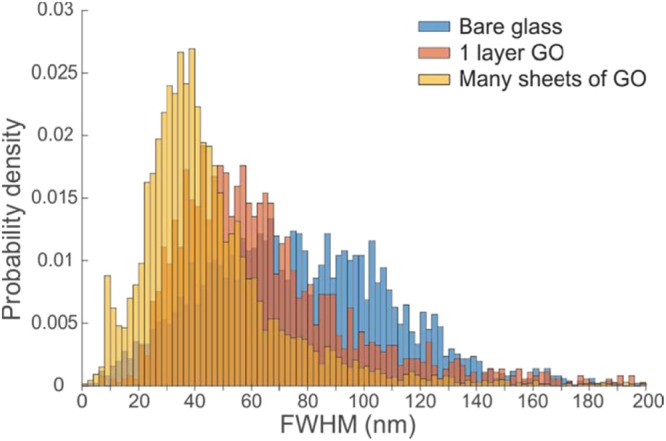 0.03
0.025
0.02
0.015
0.01
0.005
0
Probability density
Bare glass
1 layer GO
Many sheets of GO
0 20 40 60 80 100 120 140 160 180 200
FWHM (nm)